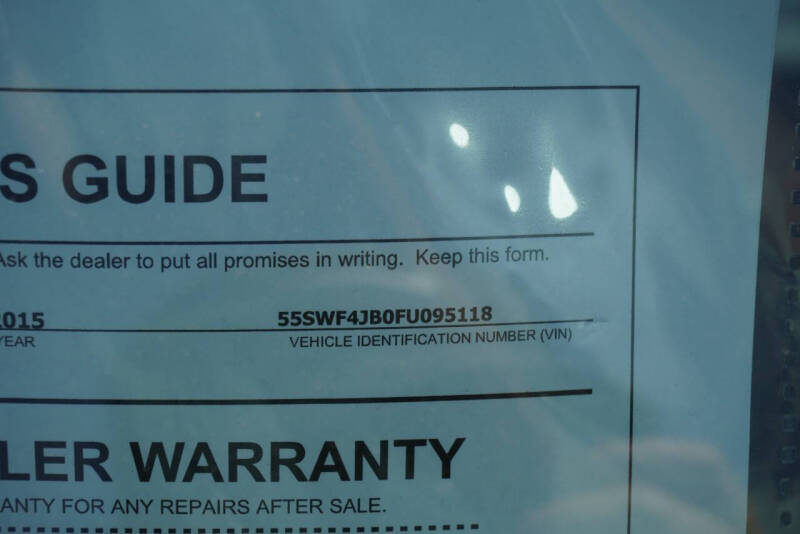 S GUIDE
Ask the dealer to put all promises in writing. Keep this form.
2015 55SWF4JB0FU095118
YEAR VEHICLE IDENTIFICATION NUMBER (VIN)
LER WARRANTY
ANTY FOR ANY REPAIRS AFTER SALE.